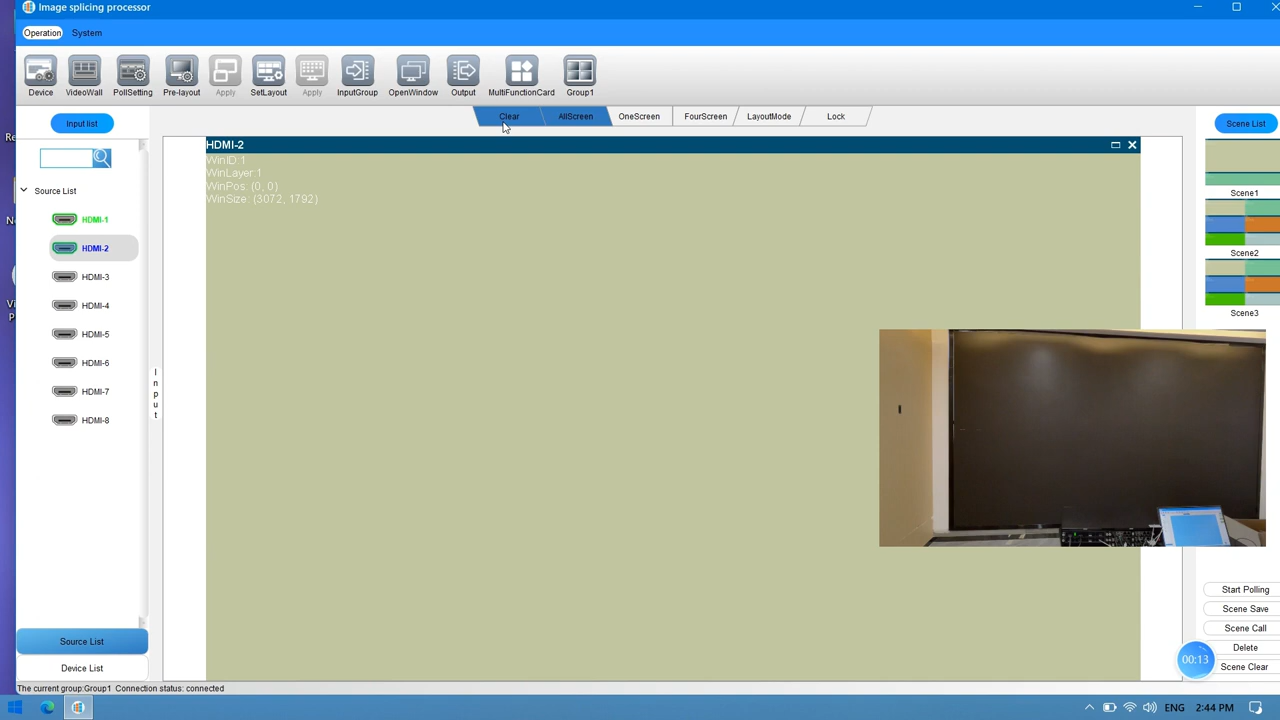 Image splicing processor
Operation System
Device VideoWall PollSetting Pre-layout Apply SetLayout Apply InputGroup OpenWindow Output MultiFunctionCard Group1
Input list
Clear AllScreen OneScreen FourScreen LayoutMode Lock
Scene List
HDMI-2
WinID:1
WinLayer:1
WinPos: (0, 0)
WinSize: (3072, 1792)
Source List
HDMI-1
HDMI-2
HDMI-3
HDMI-4
HDMI-5
HDMI-6
HDMI-7
HDMI-8
Input
Scene1
Scene2
Scene3
Start Polling
Scene Save
Scene Call
Delete
Scene Clear
00:13
Source List
Device List
The current group:Group1 Connection status: connected
ENG 2:44 PM